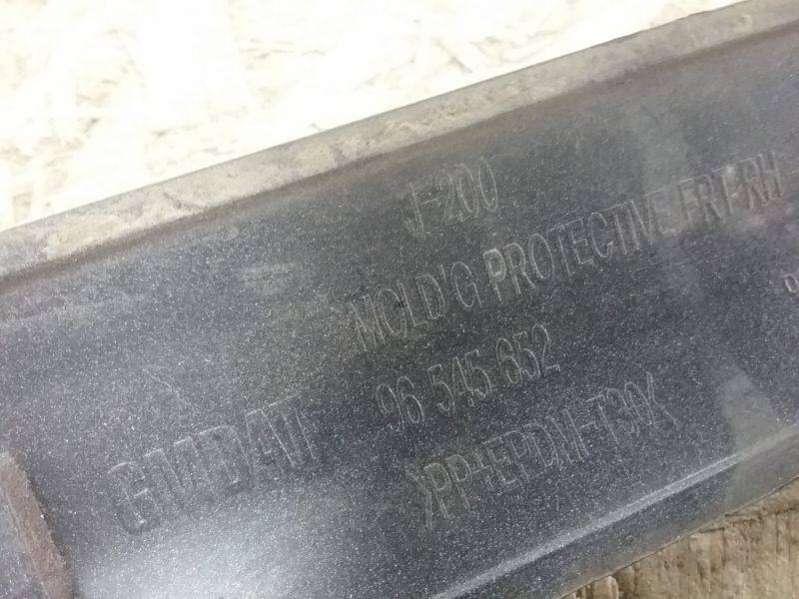 J-200
MOLD'G PROTECTIVE FRT-RH
96 545 652
GMDAT
>PP+EPDM-T30<